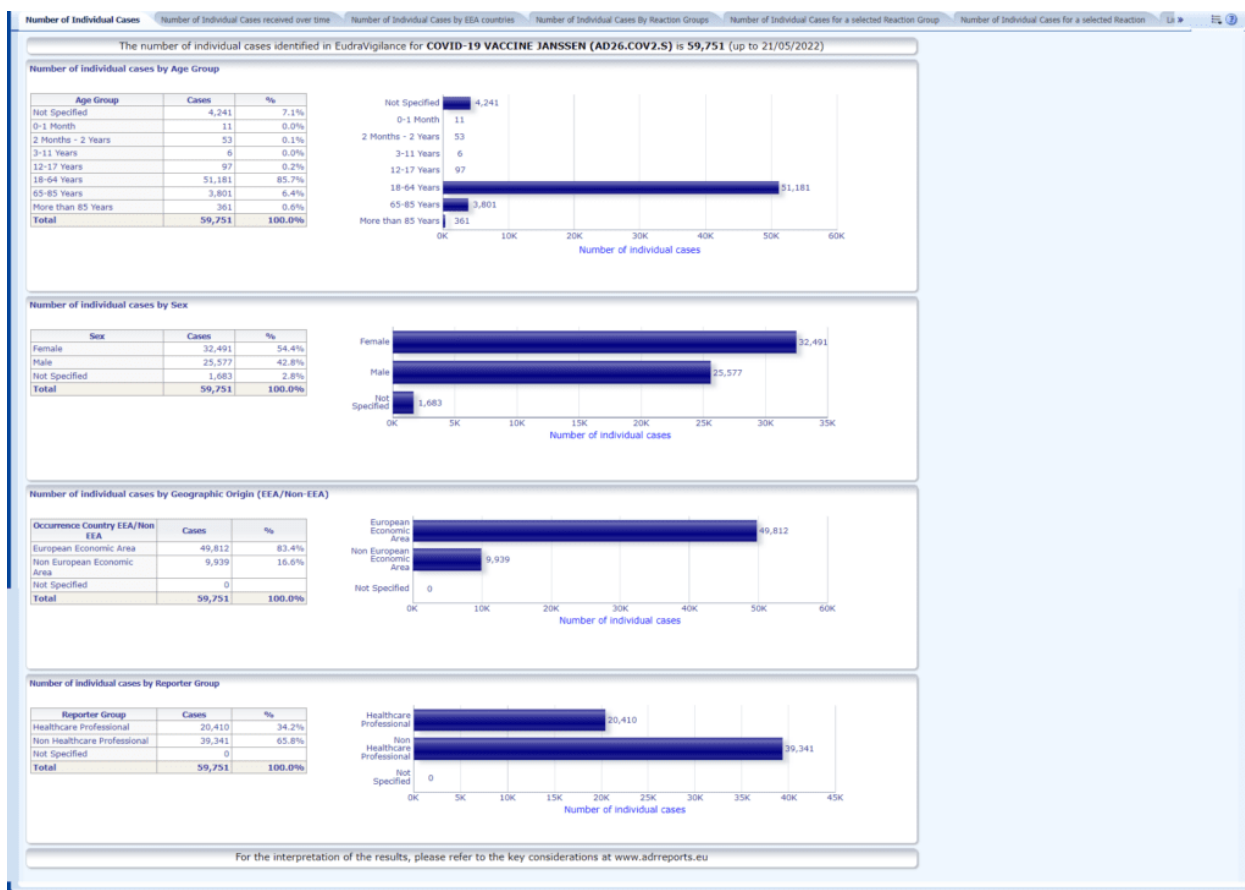 Number of Individual Cases
Number of Individual Cases received over time
Number of Individual Cases by EEA countries
Number of Individual Cases By Reaction Groups
Number of Individual Cases for a selected Reaction Group
Number of Individual Cases for a selected Reaction
The number of individual cases identified in EudraVigilance for COVID-19 VACCINE JANSSEN (AD26.COV2.S) is 59,751 (up to 21/05/2022)
Number of individual cases by Age Group
Age Group Cases %
Not Specified 4,241 7.1%
0-1 Month 11 0.0%
2 Months - 2 Years 53 0.1%
3-11 Years 6 0.0%
12-17 Years 97 0.2%
18-64 Years 51,181 85.7%
65-85 Years 3,801 6.4%
More than 85 Years 361 0.6%
Total 59,751 100.0%
Not Specified 4,241
0-1 Month 11
2 Months - 2 Years 53
3-11 Years 6
12-17 Years 97
18-64 Years 51,181
65-85 Years 3,801
More than 85 Years 361
0K 10K 20K 30K 40K 50K 60K
Number of individual cases
Number of individual cases by Sex
Sex Cases %
Female 32,491 54.4%
Male 25,577 42.8%
Not Specified 1,683 2.8%
Total 59,751 100.0%
Female 32,491
Male 25,577
Not
Specified 1,683
0K 5K 10K 15K 20K 25K 30K 35K
Number of individual cases
Number of individual cases by Geographic Origin (EEA/Non-EEA)
Occurrence Country EEA/Non
EEA Cases %
European Economic Area 49,812 83.4%
Non European Economic
Area 9,939 16.6%
Not Specified 0
Total 59,751 100.0%
European
Economic
Area 49,812
Non European
Economic
Area 9,939
Not Specified 0
0K 10K 20K 30K 40K 50K 60K
Number of individual cases
Number of individual cases by Reporter Group
Reporter Group Cases %
Healthcare Professional 20,410 34.2%
Non Healthcare Professional 39,341 65.8%
Not Specified 0
Total 59,751 100.0%
Healthcare
Professional 20,410
Non
Healthcare
Professional 39,341
Not
Specified 0
0K 5K 10K 15K 20K 25K 30K 35K 40K 45K
Number of individual cases
For the interpretation of the results, please refer to the key considerations at www.adrreports.eu